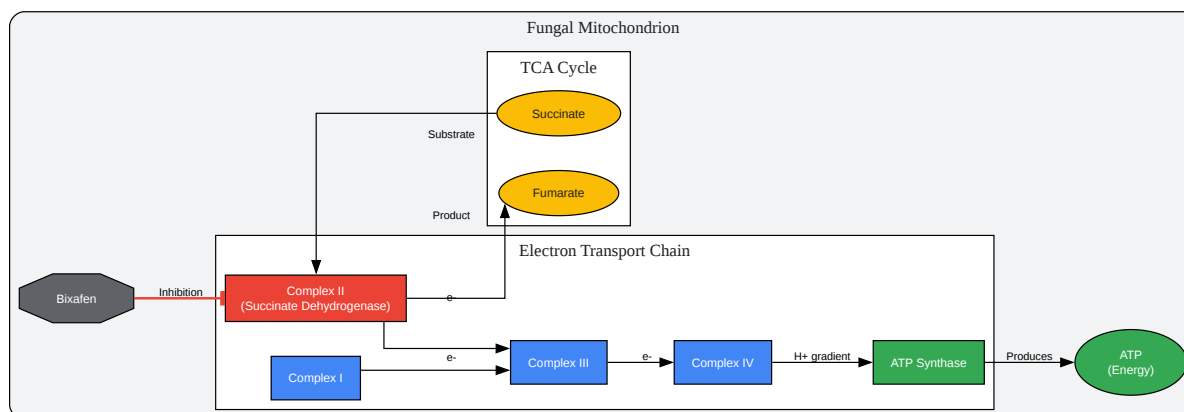 Fungal Mitochondrion
TCA Cycle
Succinate
Substrate
Fumarate
Product
Electron Transport Chain
Bixafen
Inhibition
Complex II
(Succinate Dehydrogenase)
e-
e-
Complex I
Complex III
e-
Complex IV
H+ gradient
ATP Synthase
Produces
ATP
(Energy)